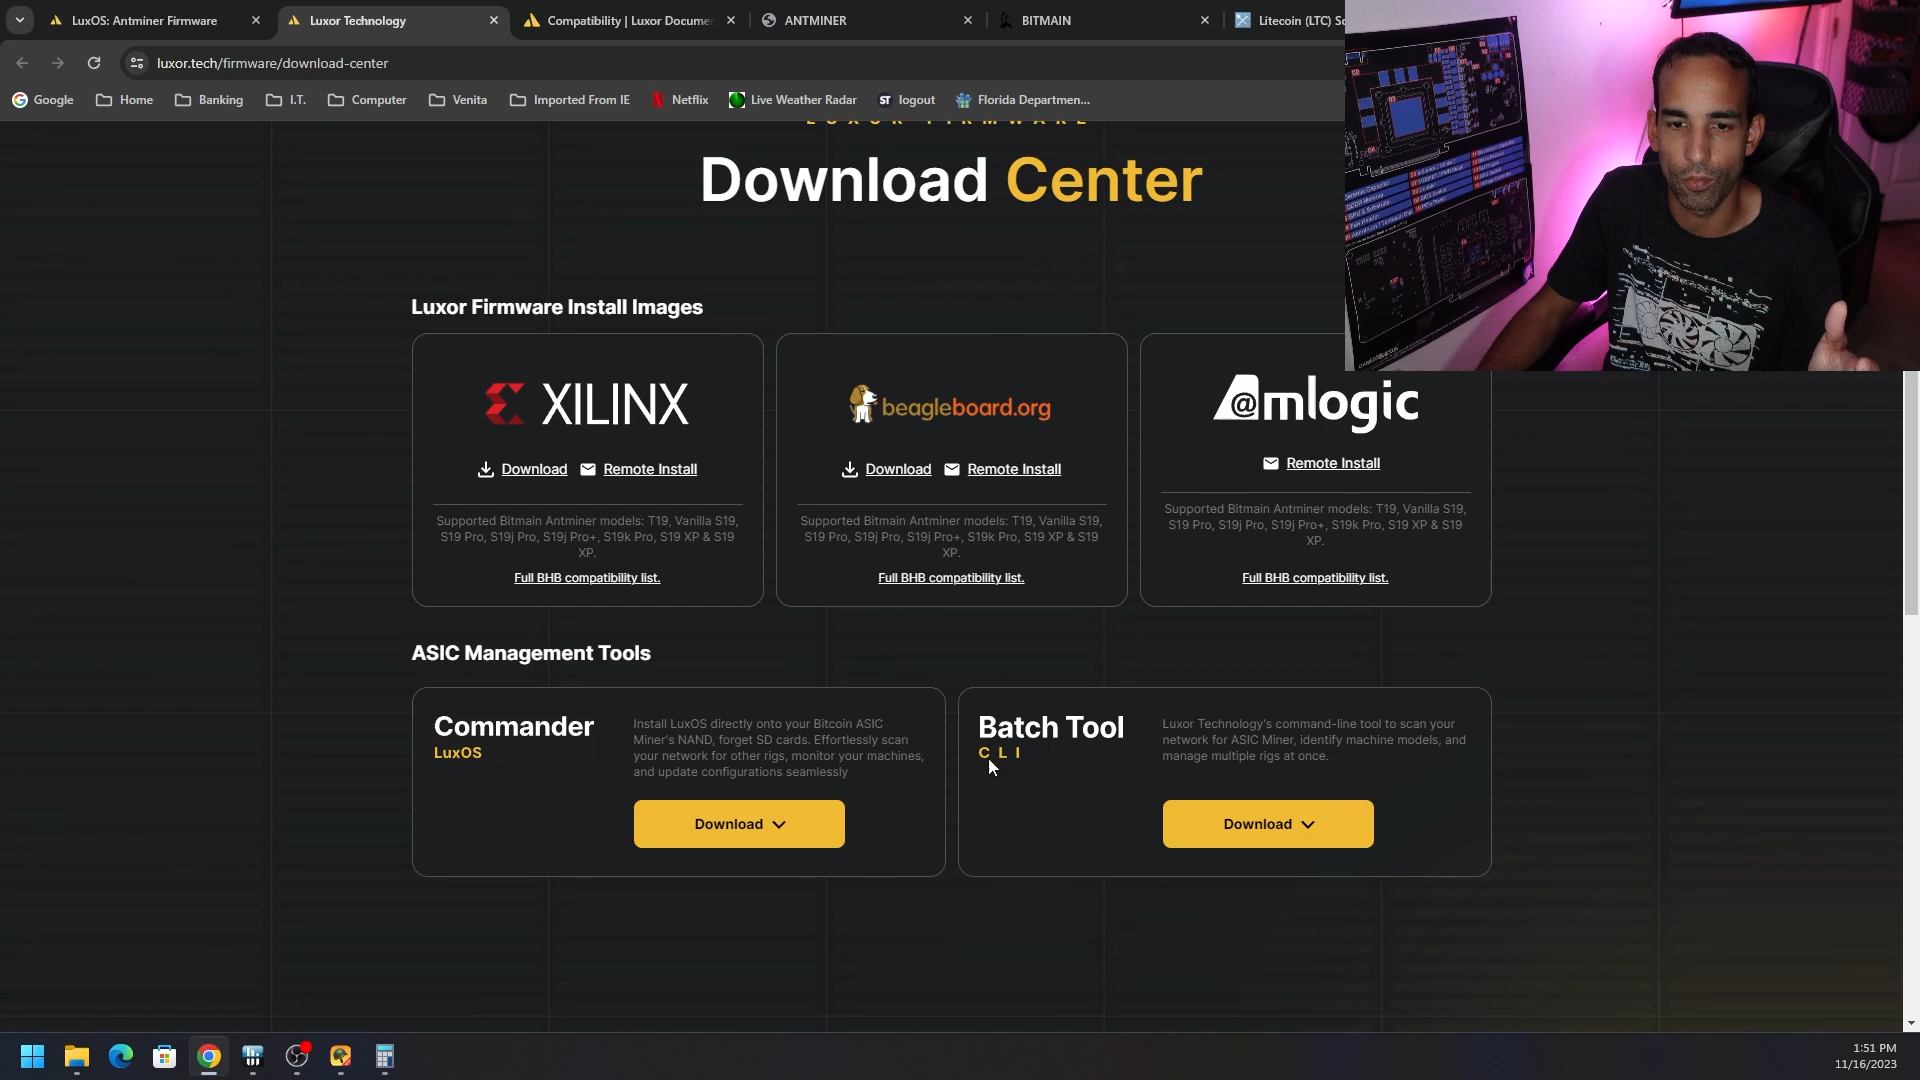 LuxOS: Antminer Firmware
Luxor Technology
Compatibility | Luxor Docume
ANTMINER
BITMAIN
Litecoin (LTC) Sc
luxor.tech/firmware/download-center
Google
Home
Banking
I.T.
Computer
Venita
Imported From IE
Netflix
Live Weather Radar
ST logout
Florida Departmen...
LUXOR FIRMWARE
Download Center
Luxor Firmware Install Images
XILINX
Download
Remote Install
Supported Bitmain Antminer models: T19, Vanilla S19,
S19 Pro, S19j Pro, S19j Pro+, S19k Pro, S19 XP & S19
XP.
Full BHB compatibility list.
beagleboard.org
Download
Remote Install
Supported Bitmain Antminer models: T19, Vanilla S19,
S19 Pro, S19j Pro, S19j Pro+, S19k Pro, S19 XP & S19
XP.
Full BHB compatibility list.
@mlogic
Remote Install
Supported Bitmain Antminer models: T19, Vanilla S19,
S19 Pro, S19j Pro, S19j Pro+, S19k Pro, S19 XP & S19
XP.
Full BHB compatibility list.
ASIC Management Tools
Commander
LuxOS
Install LuxOS directly onto your Bitcoin ASIC
Miner's NAND, forget SD cards. Effortlessly scan
your network for other rigs, monitor your machines,
and update configurations seamlessly
Download
Batch Tool
CLI
Luxor Technology's command-line tool to scan your
network for ASIC Miner, identify machine models, and
manage multiple rigs at once.
Download
1:51 PM
11/16/2023